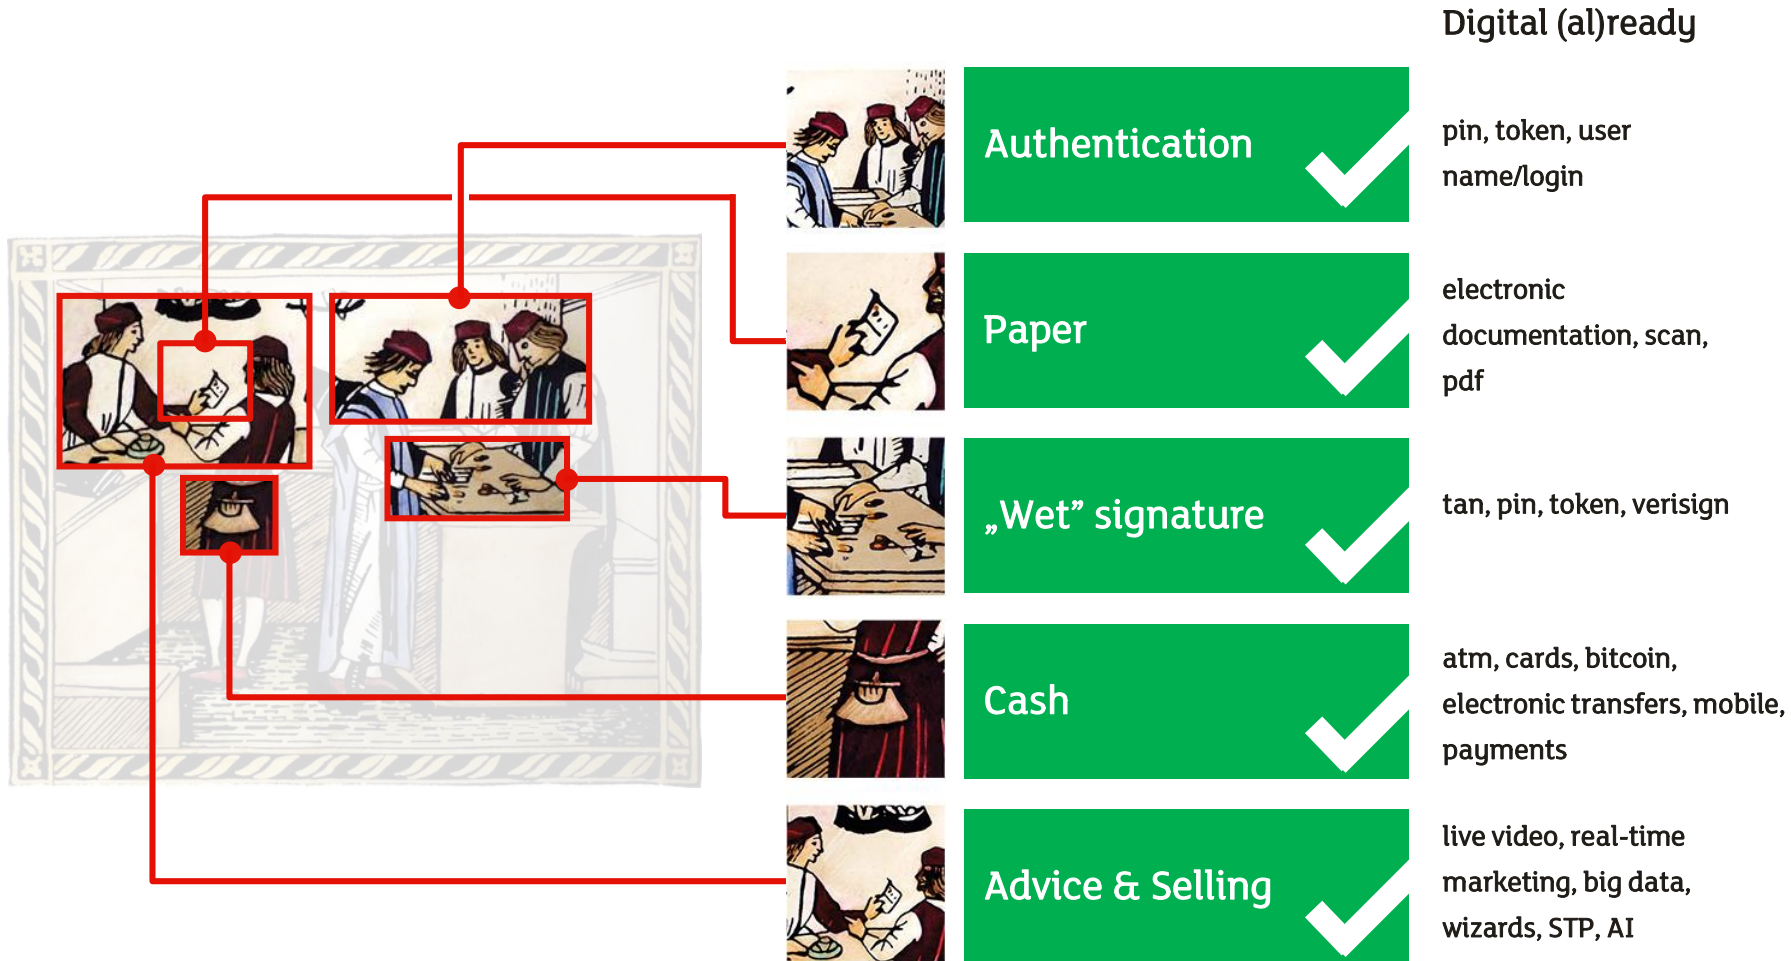 Digital (al)ready
Authentication
pin, token, user
name/login
Paper
electronic
documentation, scan,
pdf
„Wet” signature
tan, pin, token, verisign
Cash
atm, cards, bitcoin,
electronic transfers, mobile,
payments
Advice & Selling
live video, real-time
marketing, big data,
wizards, STP, AI